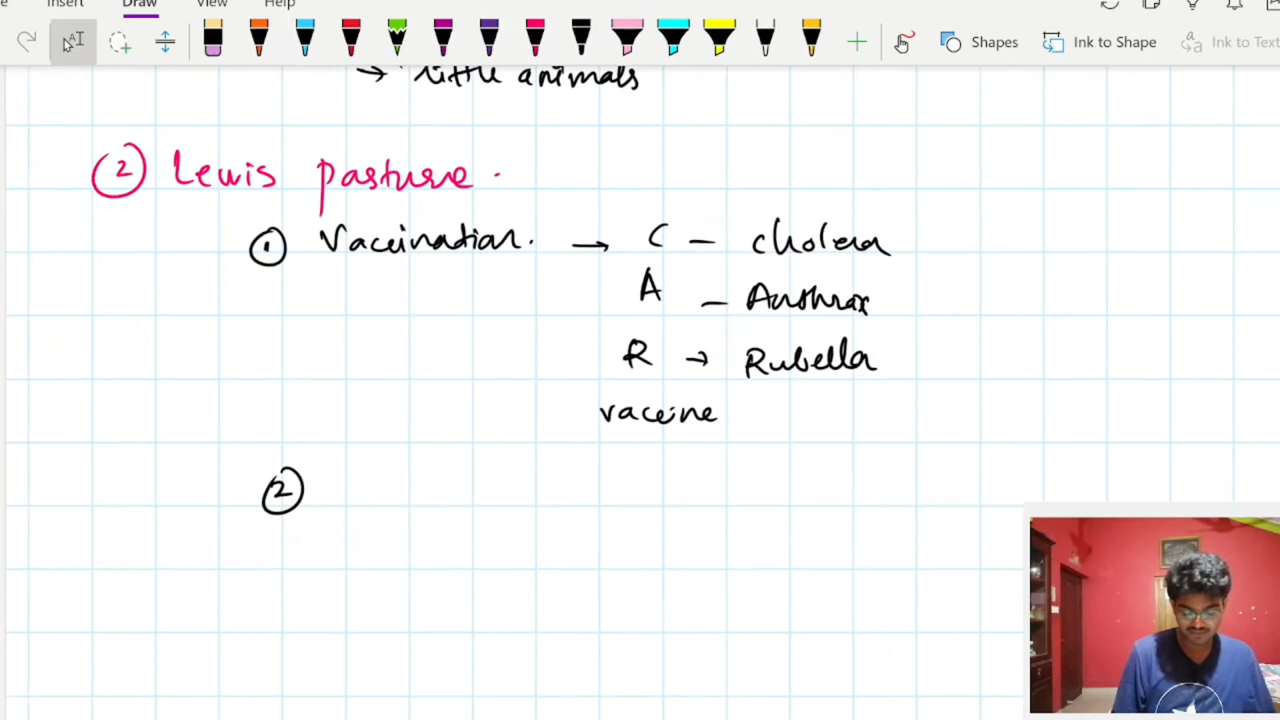 Insert Draw View Help
Shapes Ink to Shape Ink to Text
→ little animals
② Lewis pasture.
① Vaccination. → C – cholera
A – Anthrax
R → Rubella
vaccine
②